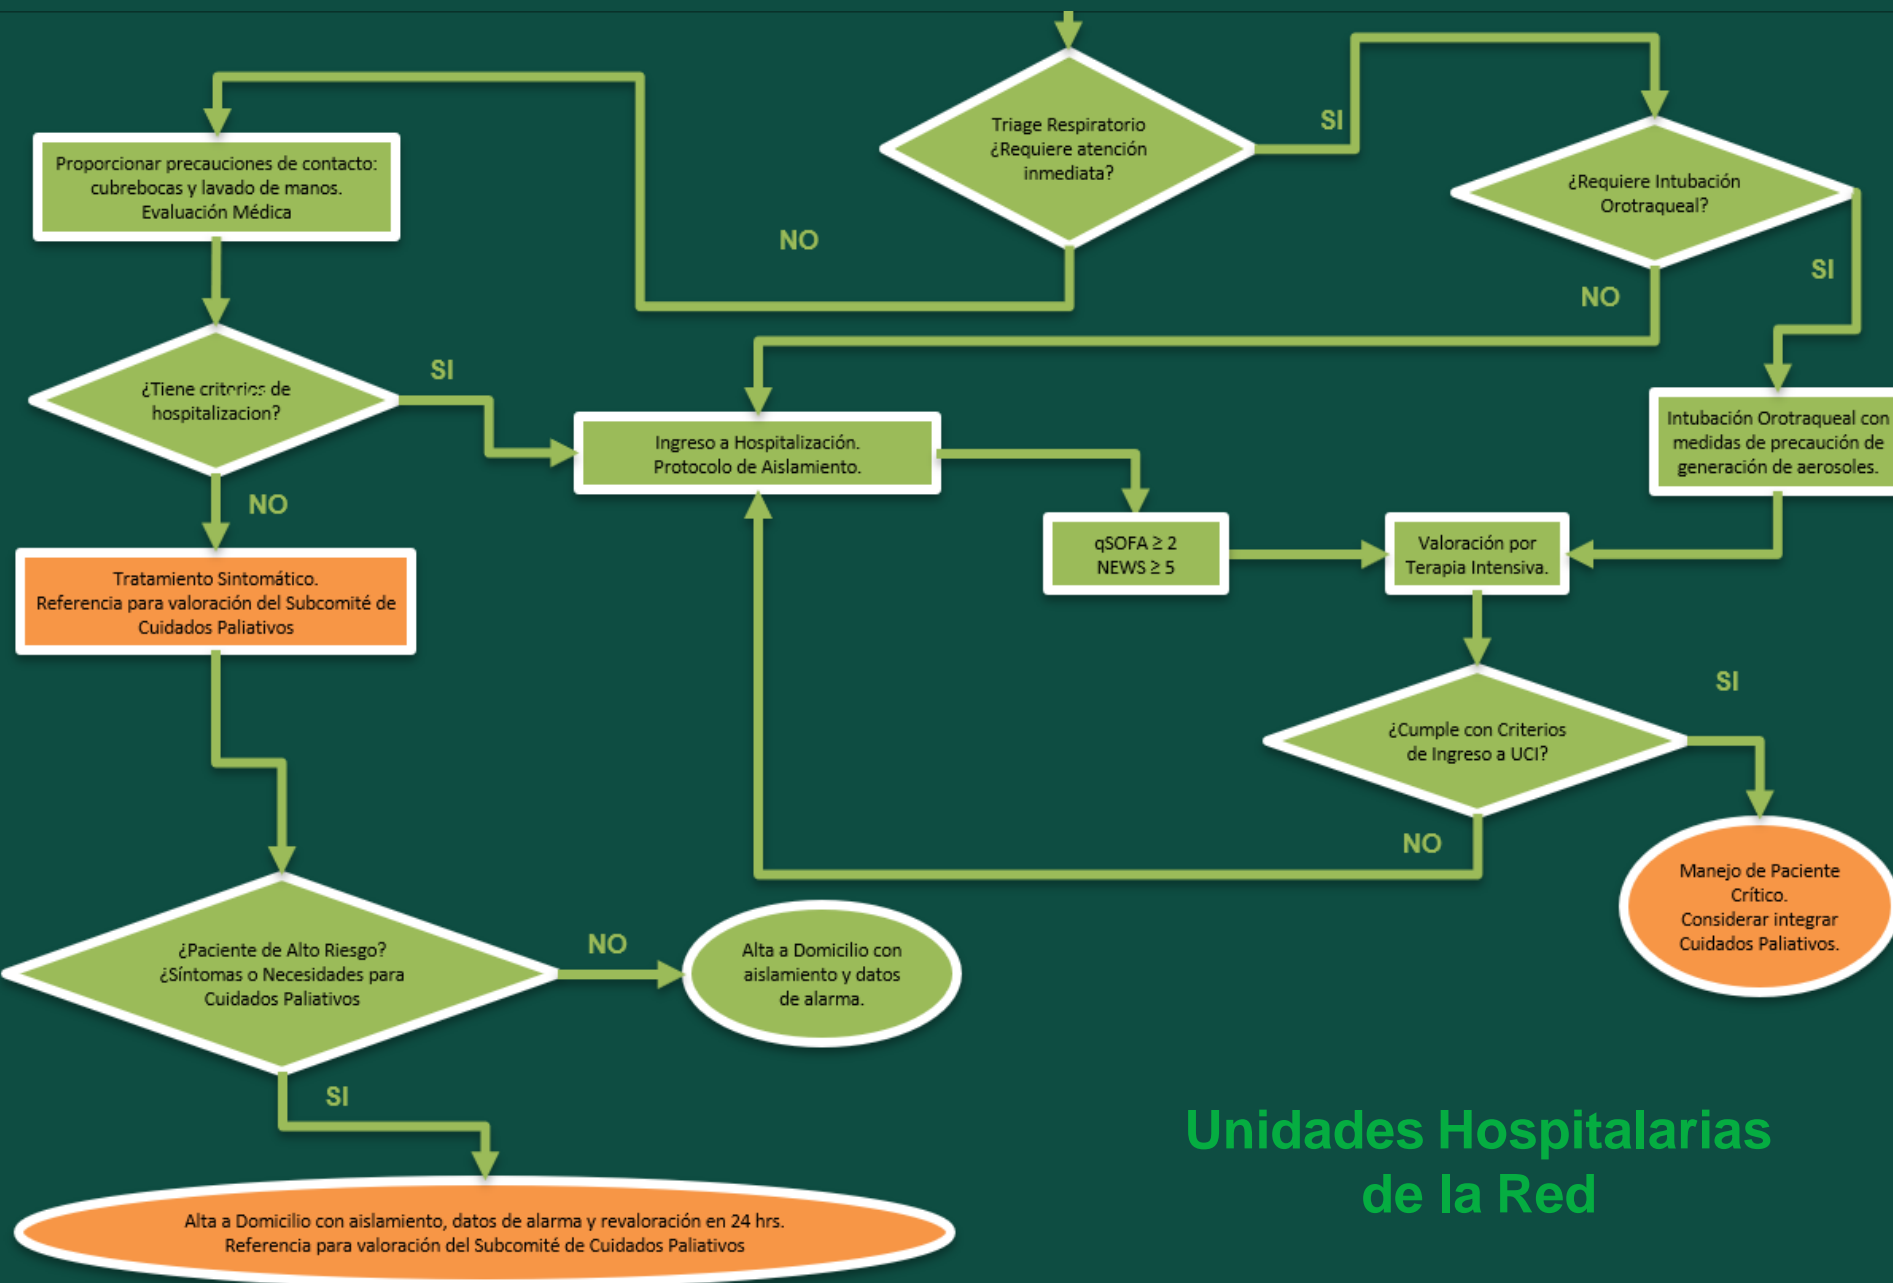 Triage Respiratorio
¿Requiere atención
inmediata?
SI
NO
¿Requiere Intubación
Orotraqueal?
SI
NO
Proporcionar precauciones de contacto:
cubrebocas y lavado de manos.
Evaluación Médica
¿Tiene criterios de
hospitalizacion?
SI
NO
Ingreso a Hospitalización.
Protocolo de Aislamiento.
Intubación Orotraqueal con
medidas de precaución de
generación de aerosoles.
qSOFA ≥ 2
NEWS ≥ 5
Valoración por
Terapia Intensiva.
Tratamiento Sintomático.
Referencia para valoración del Subcomité de
Cuidados Paliativos
¿Cumple con Criterios
de Ingreso a UCI?
SI
NO
Manejo de Paciente
Crítico.
Considerar integrar
Cuidados Paliativos.
¿Paciente de Alto Riesgo?
¿Síntomas o Necesidades para
Cuidados Paliativos
NO
SI
Alta a Domicilio con
aislamiento y datos
de alarma.
Alta a Domicilio con aislamiento, datos de alarma y revaloración en 24 hrs.
Referencia para valoración del Subcomité de Cuidados Paliativos
Unidades Hospitalarias
de la Red